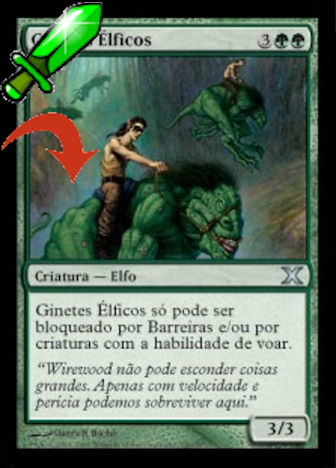 Élficos 3
Criatura — Elfo X
Ginetes Élficos só pode ser
bloqueado por Barreiras e/ou por
criaturas com a habilidade de voar.
“Wirewood não pode esconder coisas
grandes. Apenas com velocidade e
perícia podemos sobreviver aqui.”
3/3